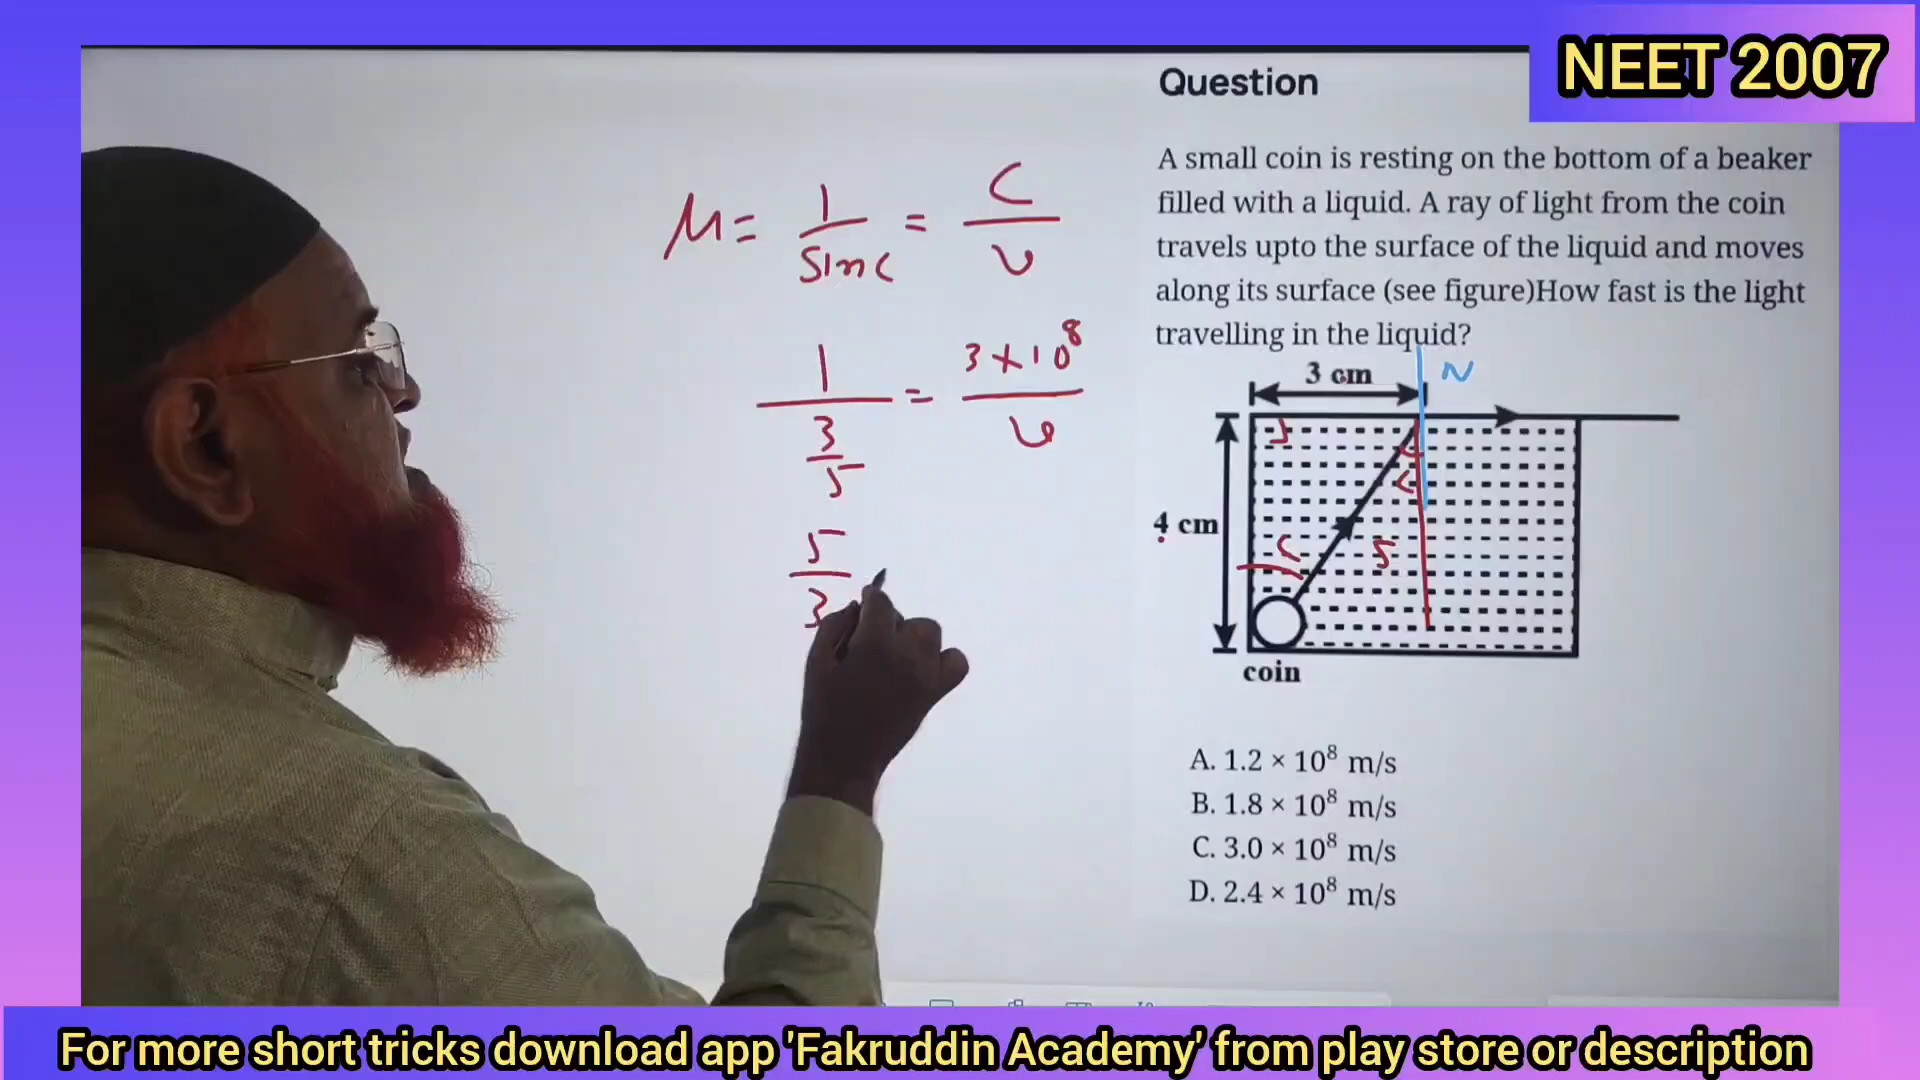 NEET 2007
Question
A small coin is resting on the bottom of a beaker
filled with a liquid. A ray of light from the coin
travels upto the surface of the liquid and moves
along its surface (see figure)How fast is the light
travelling in the liquid?
μ = 1/sinc = C/v
1/(3/5) = 3×10⁸/v
5/3
3 cm
N
3
C
4 cm
C
5
coin
A. 1.2 × 10⁸ m/s
B. 1.8 × 10⁸ m/s
C. 3.0 × 10⁸ m/s
D. 2.4 × 10⁸ m/s
For more short tricks download app 'Fakruddin Academy' from play store or description